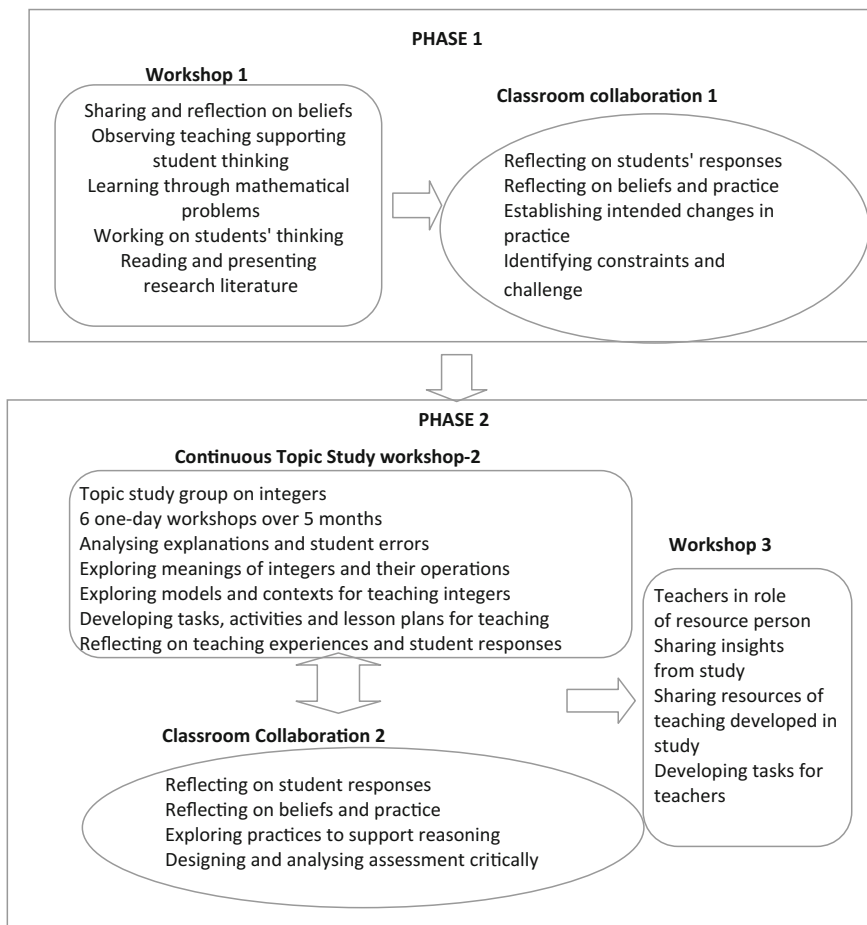 PHASE 1
Workshop 1
Sharing and reflection on beliefs
Observing teaching supporting
student thinking
Learning through mathematical
problems
Working on students' thinking
Reading and presenting
research literature
Classroom collaboration 1
Reflecting on students' responses
Reflecting on beliefs and practice
Establishing intended changes in
practice
Identifying constraints and
challenge
PHASE 2
Continuous Topic Study workshop-2
Topic study group on integers
6 one-day workshops over 5 months
Analysing explanations and student errors
Exploring meanings of integers and their operations
Exploring models and contexts for teaching integers
Developing tasks, activities and lesson plans for teaching
Reflecting on teaching experiences and student responses
Classroom Collaboration 2
Reflecting on student responses
Reflecting on beliefs and practice
Exploring practices to support reasoning
Designing and analysing assessment critically
Workshop 3
Teachers in role
of resource person
Sharing insights
from study
Sharing resources of
teaching developed in
study
Developing tasks for
teachers